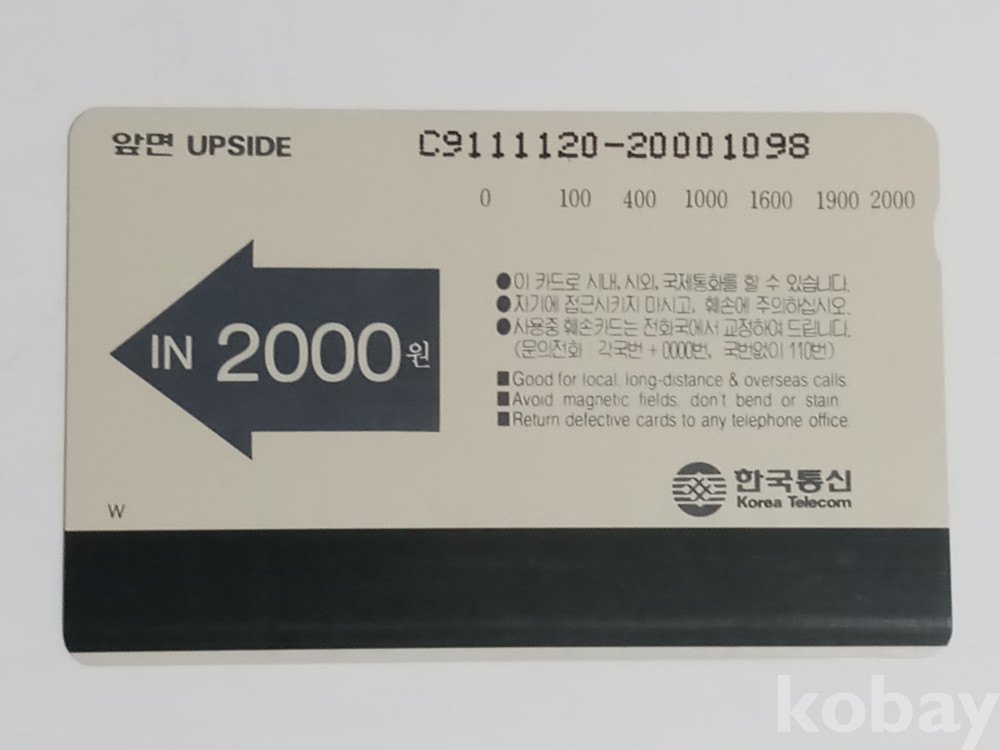 앞면 UPSIDE
C9111120-20001098
0 100 400 1000 1600 1900 2000
IN 2000원
●이 카드로 시내, 시외, 국제통화를 할 수 있습니다.
●자기에 접근시키지 마시고, 훼손에 주의하십시오.
●사용중 훼손카드는 전화국에서 교정하여 드립니다.
(문의전화 각국번 + 0000번, 국번없이 110번)
■Good for local, long-distance & overseas calls.
■Avoid magnetic fields, don't bend or stain.
■Return defective cards to any telephone office.
한국통신
Korea Telecom
W
kobay